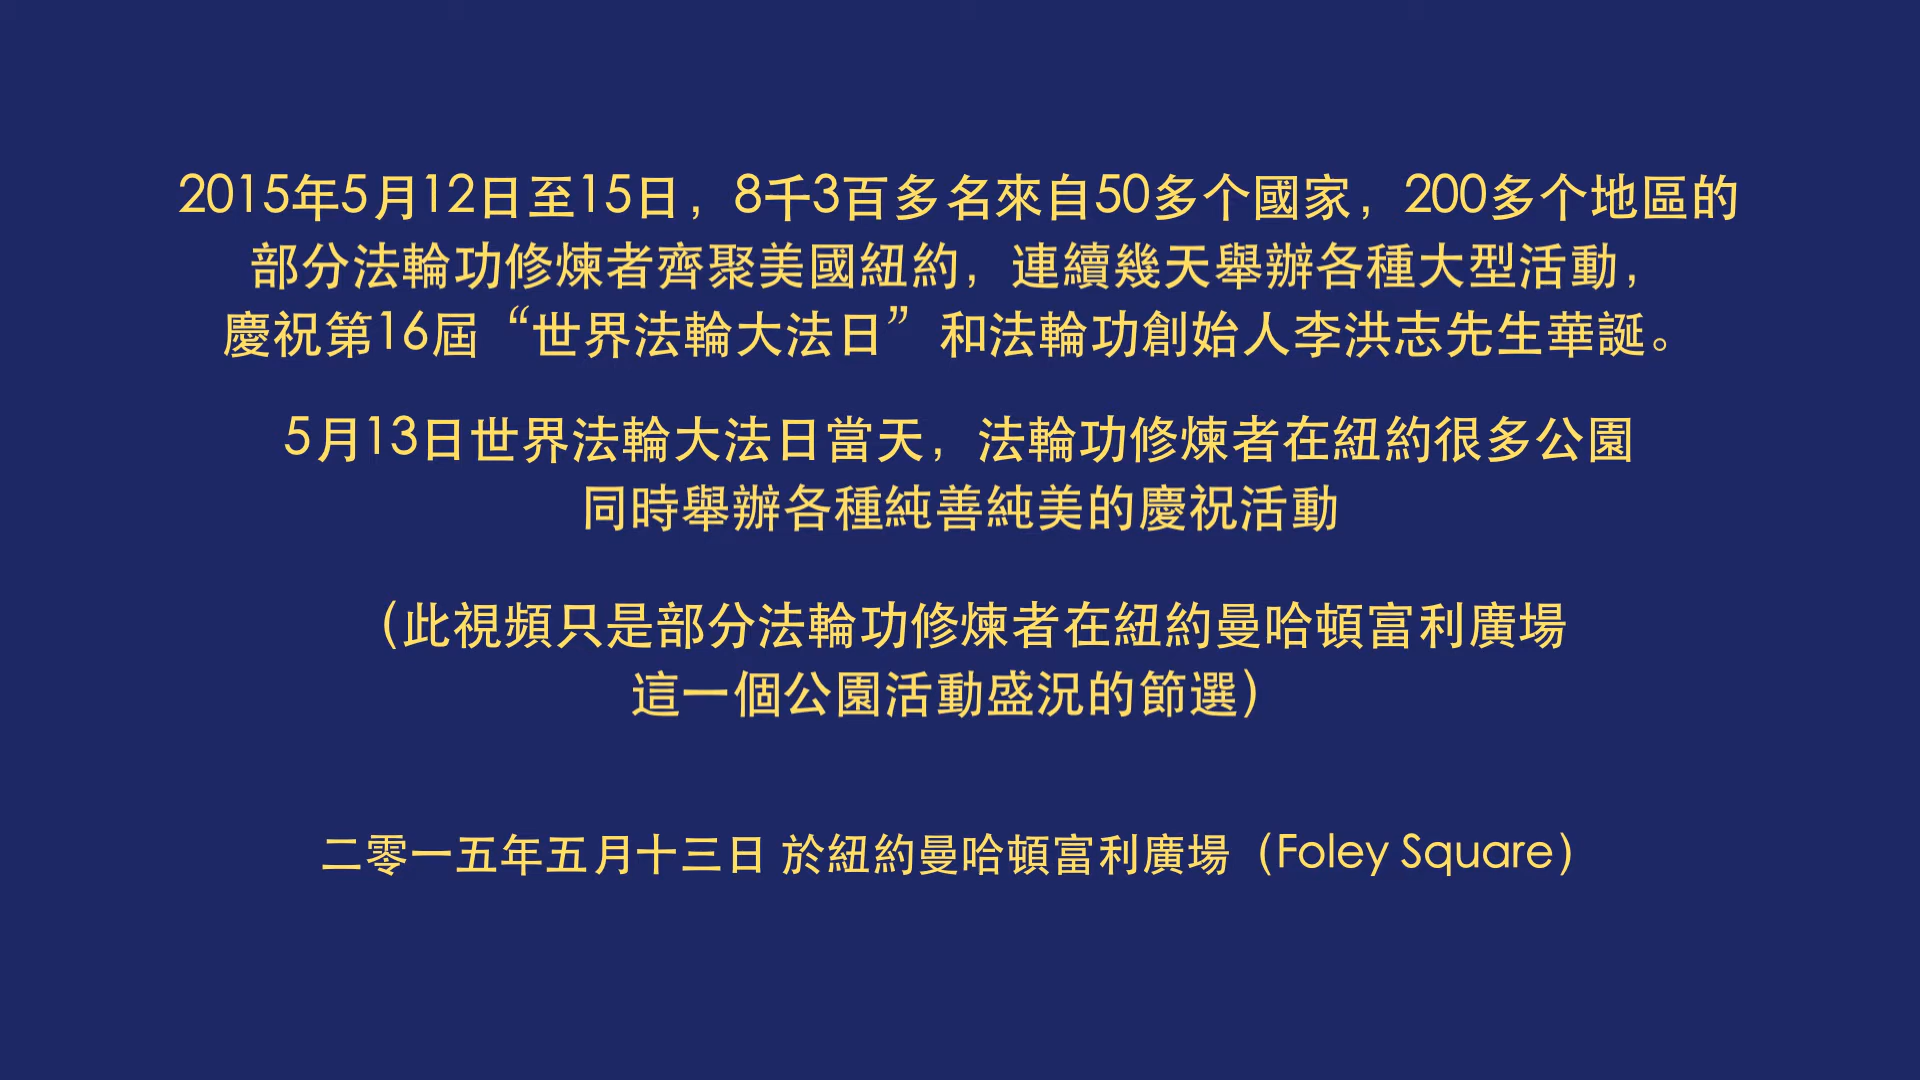 2015年5月12日至15日，8千3百多名來自50多个國家，200多个地區的
部分法輪功修煉者齊聚美國紐約，連續幾天舉辦各種大型活動，
慶祝第16屆“世界法輪大法日”和法輪功創始人李洪志先生華誕。
5月13日世界法輪大法日當天，法輪功修煉者在紐約很多公園
同時舉辦各種純善純美的慶祝活動
（此視頻只是部分法輪功修煉者在紐約曼哈頓富利廣場
這一個公園活動盛況的節選）
二零一五年五月十三日 於紐約曼哈頓富利廣場（Foley Square）